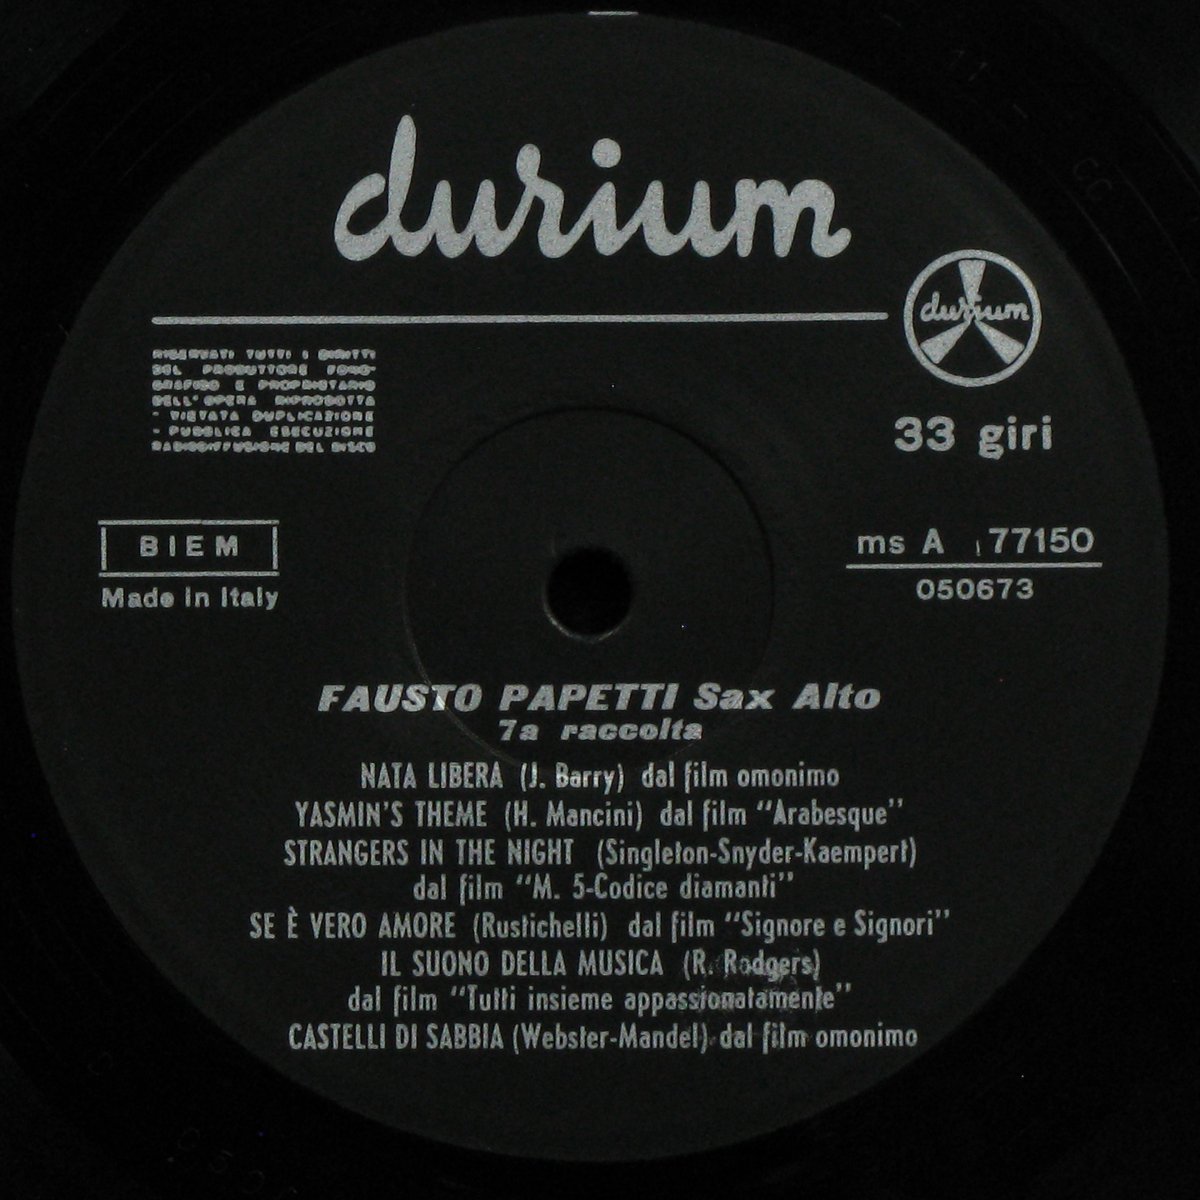 durium
durium
RISERVATI TUTTI I DIRITTI
DEL PRODUTTORE FONO-
GRAFICO E PROPRIETARIO
DELL'OPERA RIPRODOTTA
- VIETATA DUPLICAZIONE
- PUBBLICA ESECUZIONE
RADIODIFFUSIONE DEL DISCO
33 giri
BIEM
Made in Italy
ms A 77150
050673
FAUSTO PAPETTI Sax Alto
7a raccolta
NATA LIBERA (J. Barry) dal film omonimo
YASMIN'S THEME (H. Mancini) dal film "Arabesque"
STRANGERS IN THE NIGHT (Singleton-Snyder-Kaempert)
dal film "M. 5-Codice diamanti"
SE È VERO AMORE (Rustichelli) dal film "Signore e Signori"
IL SUONO DELLA MUSICA (R. Rodgers)
dal film "Tutti insieme appassionatamente"
CASTELLI DI SABBIA (Webster-Mandel) dal film omonimo